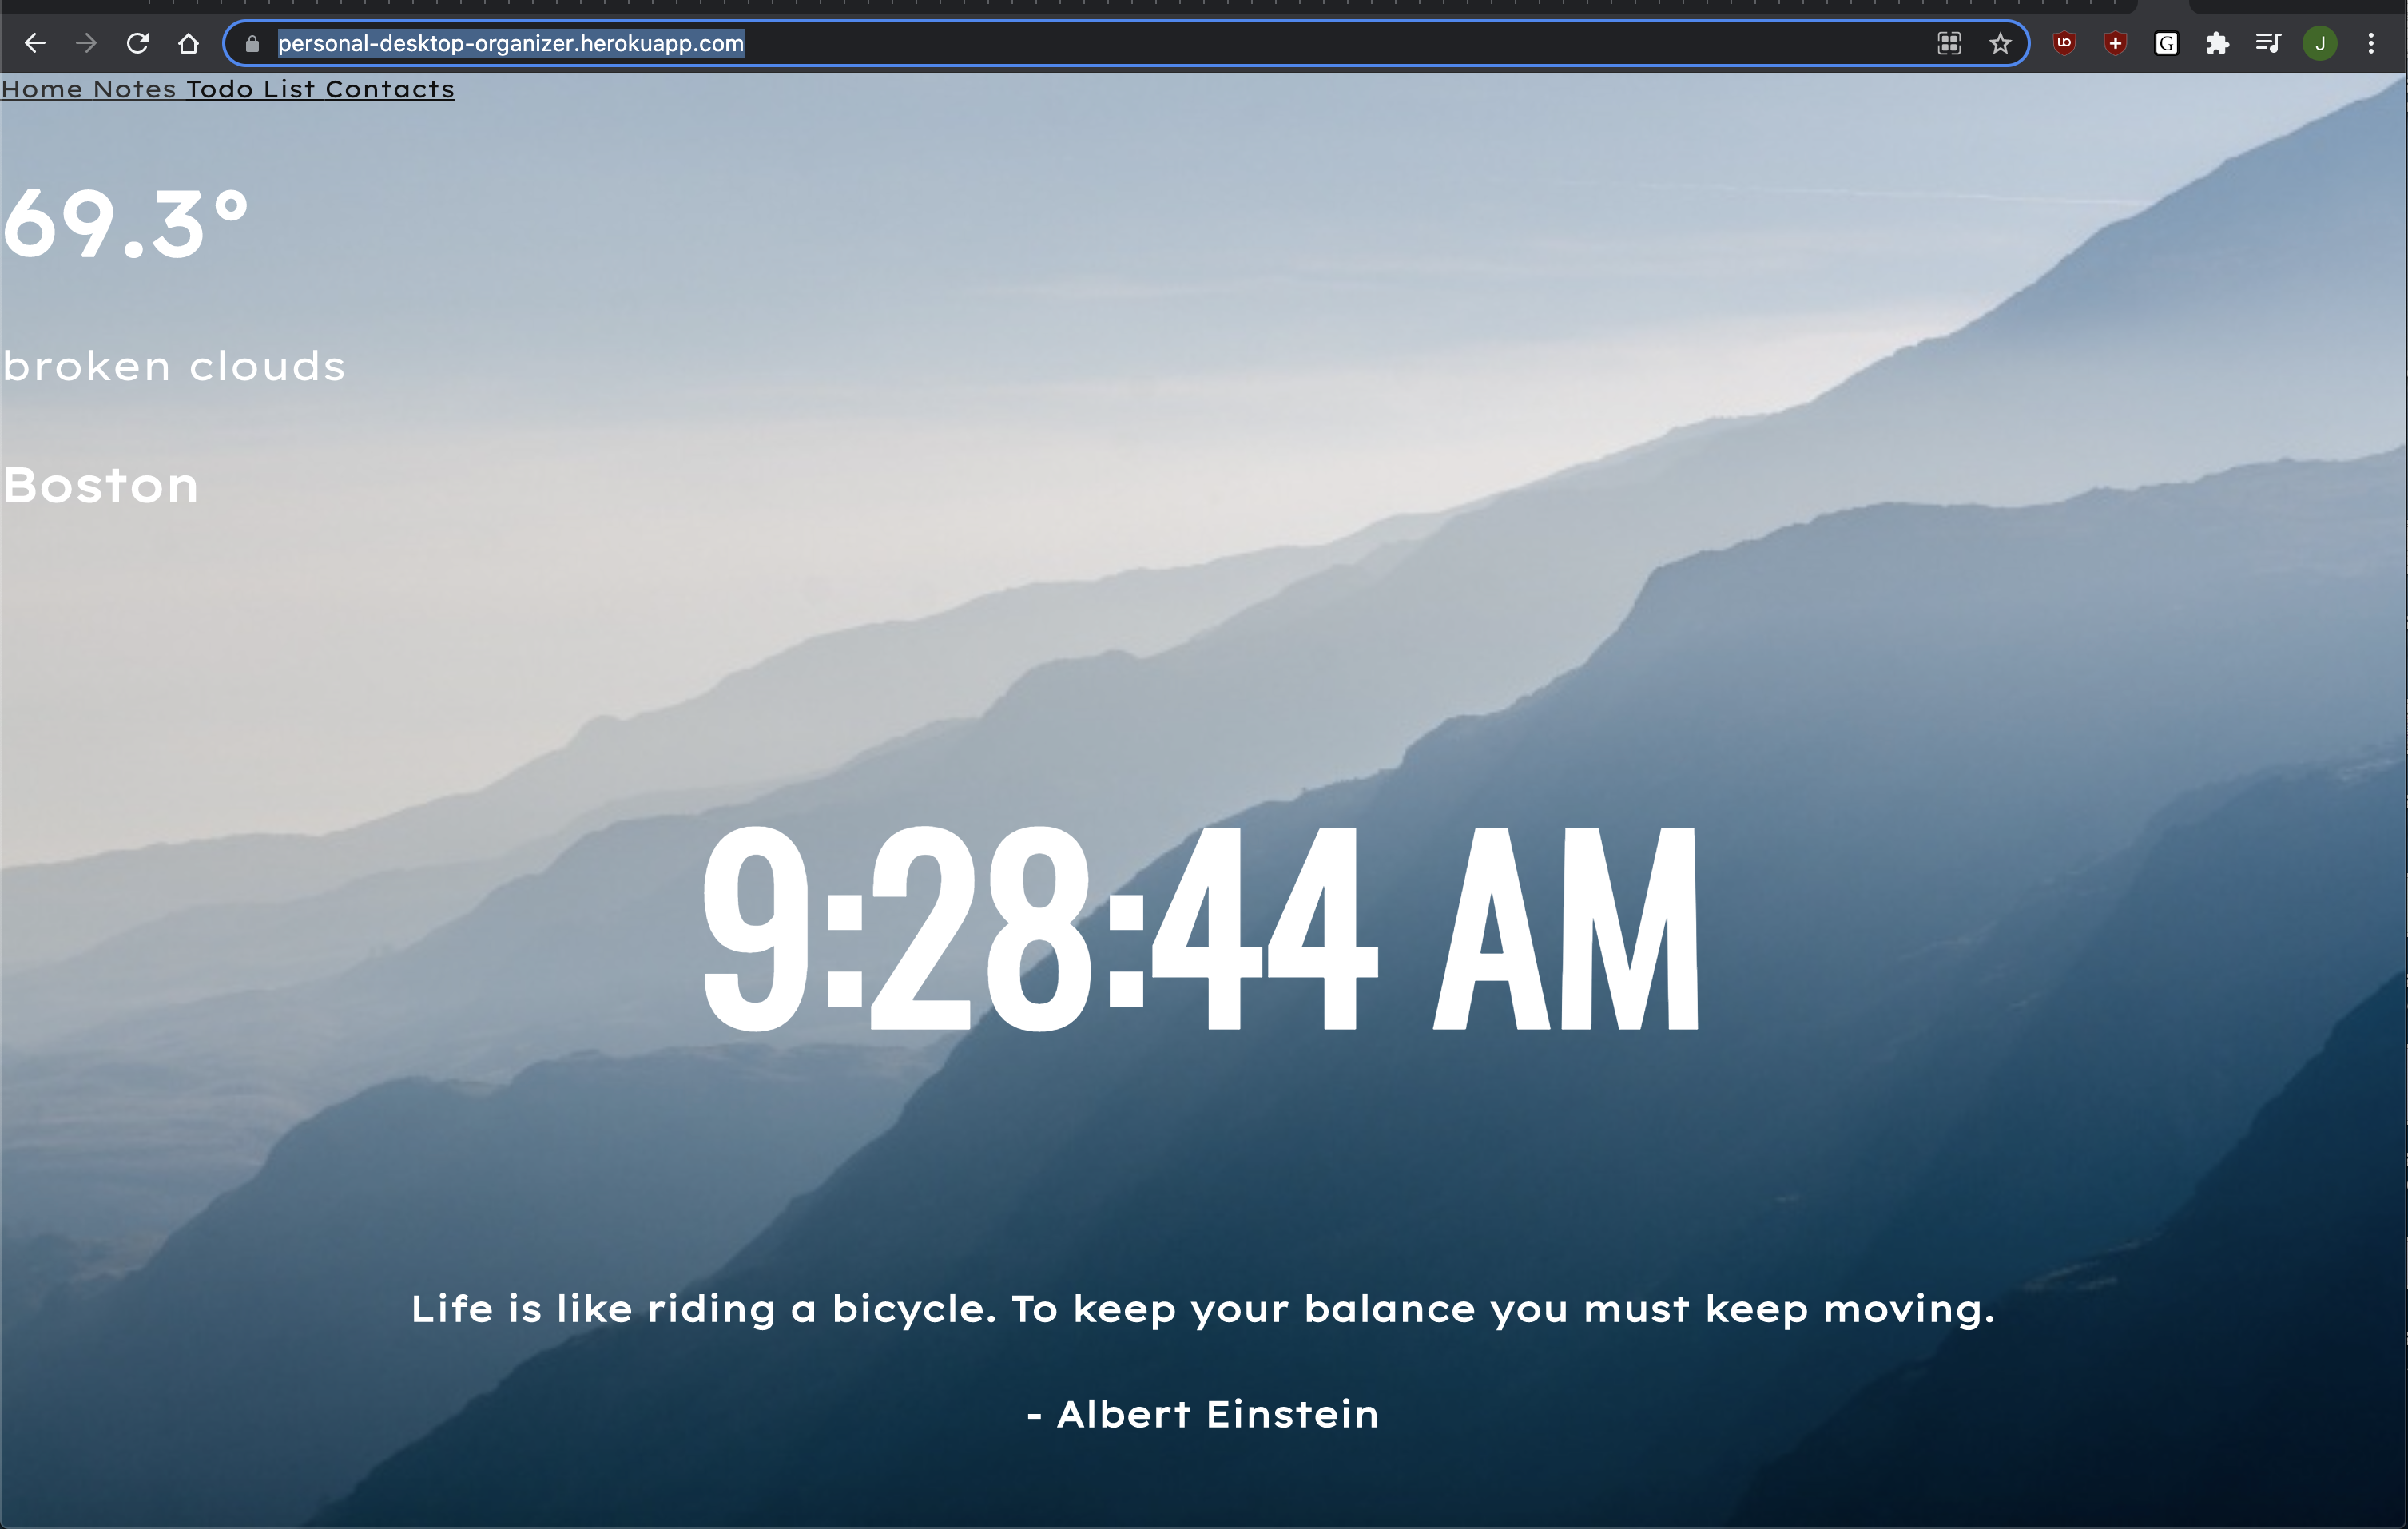 personal-desktop-organizer.herokuapp.com
UO
G
J
Home Notes Todo List Contacts
69.3°
broken clouds
Boston
9:28:44 AM
Life is like riding a bicycle. To keep your balance you must keep moving.
- Albert Einstein